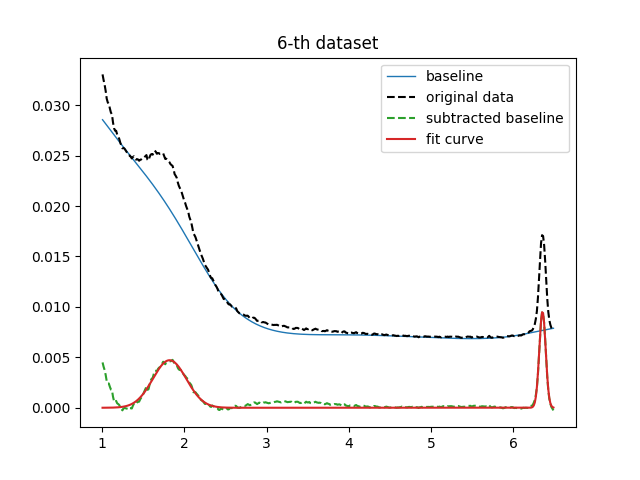 6-th dataset
baseline
original data
subtracted baseline
fit curve
0.030
0.025
0.020
0.015
0.010
0.005
0.000
1 2 3 4 5 6